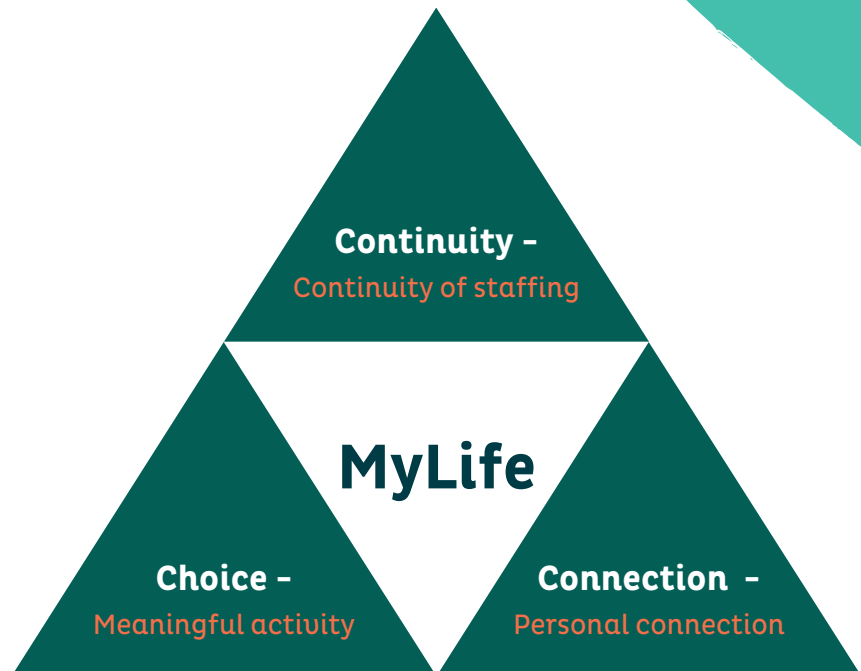 Continuity -
Continuity of staffing
MyLife
Choice -
Meaningful activity
Connection -
Personal connection